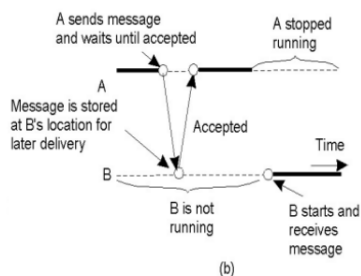 A sends message
and waits until accepted
A stopped
running
A
Message is stored
at B's location for
later delivery
Accepted
Time
B
B is not
running
B starts and
receives
message
(b)